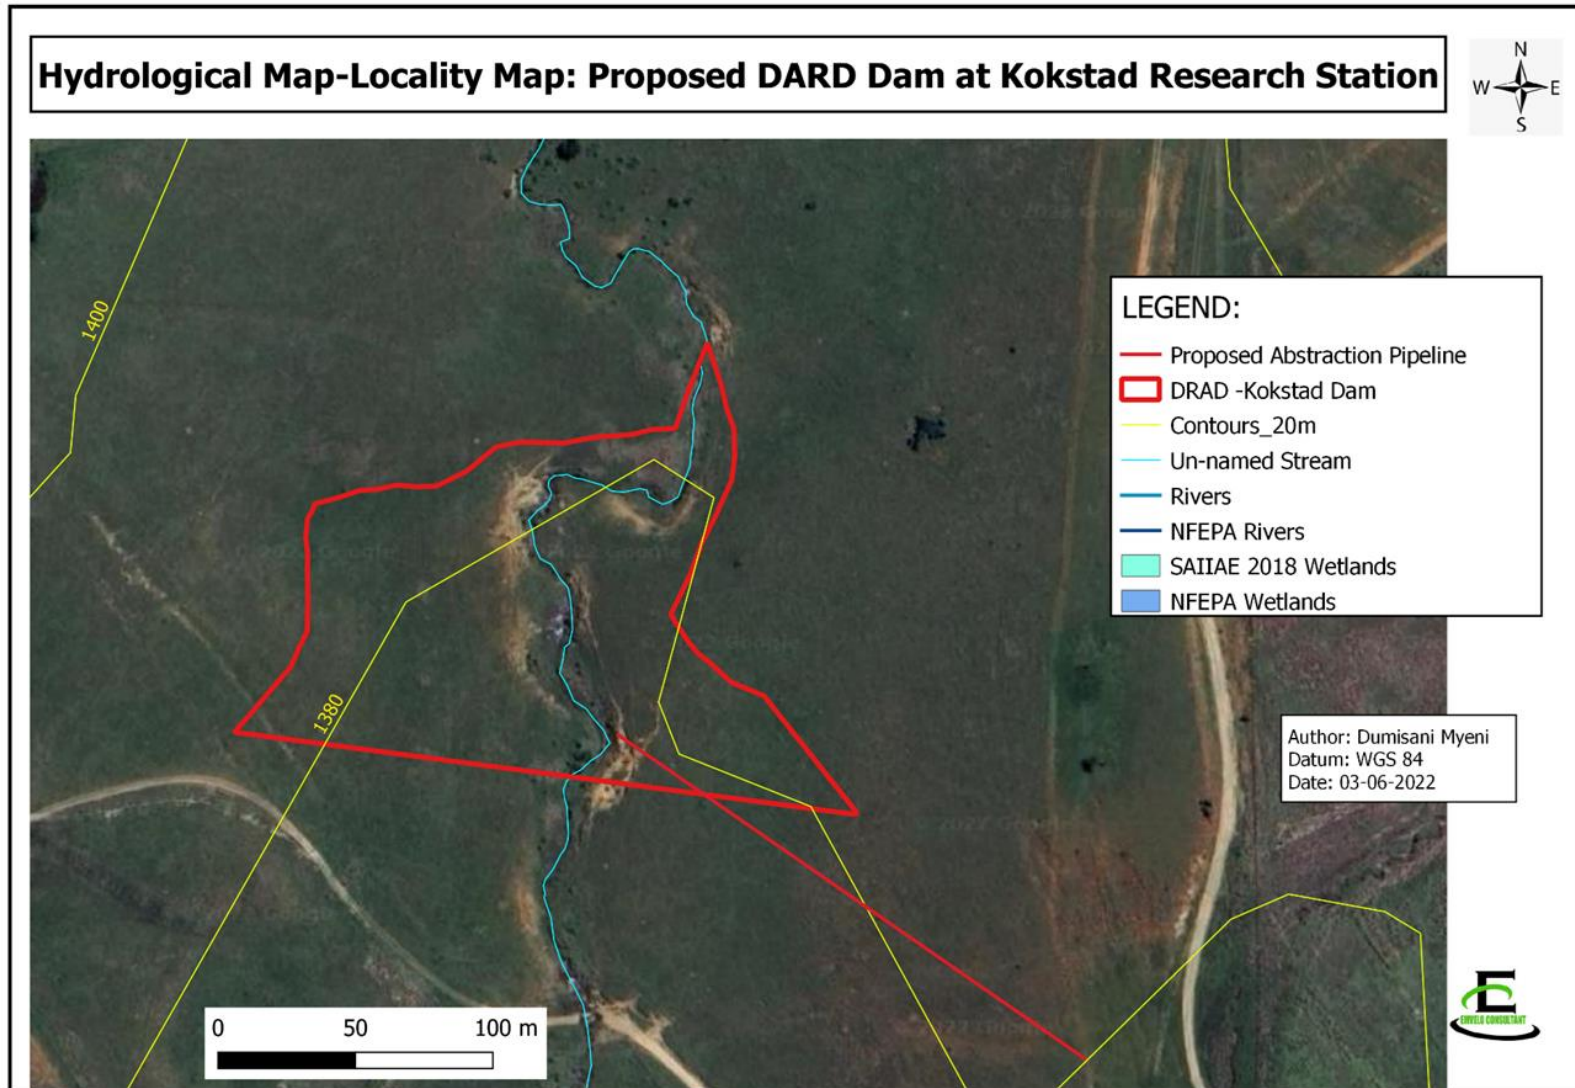 Hydrological Map-Locality Map: Proposed DARD Dam at Kokstad Research Station
N
W E
S
1400
1380
LEGEND:
Proposed Abstraction Pipeline
DRAD -Kokstad Dam
Contours_20m
Un-named Stream
Rivers
NFEPA Rivers
SAIIAE 2018 Wetlands
NFEPA Wetlands
Author: Dumisani Myeni
Datum: WGS 84
Date: 03-06-2022
0 50 100 m
E
EMVELO CONSULTANT